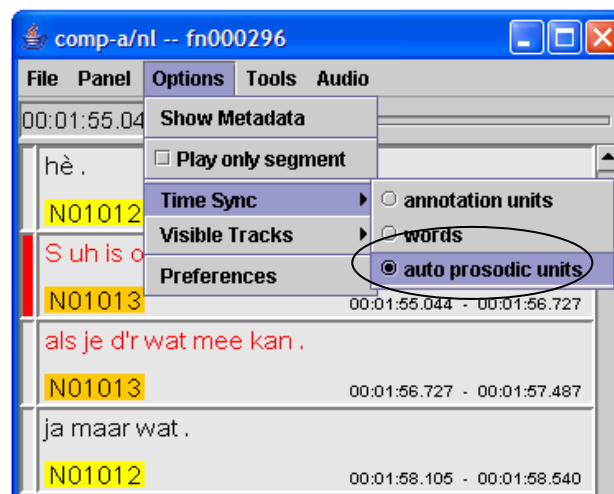 comp-a/nl -- fn000296
File Panel Options Tools Audio
00:01:55.04
Show Metadata
Play only segment
Time Sync
Visible Tracks
Preferences
annotation units
words
auto prosodic units
hè .
N01012
S uh is
N01013 00:01:55.044 - 00:01:56.727
als je d'r wat mee kan .
N01013 00:01:56.727 - 00:01:57.487
ja maar wat .
N01012 00:01:58.105 - 00:01:58.540